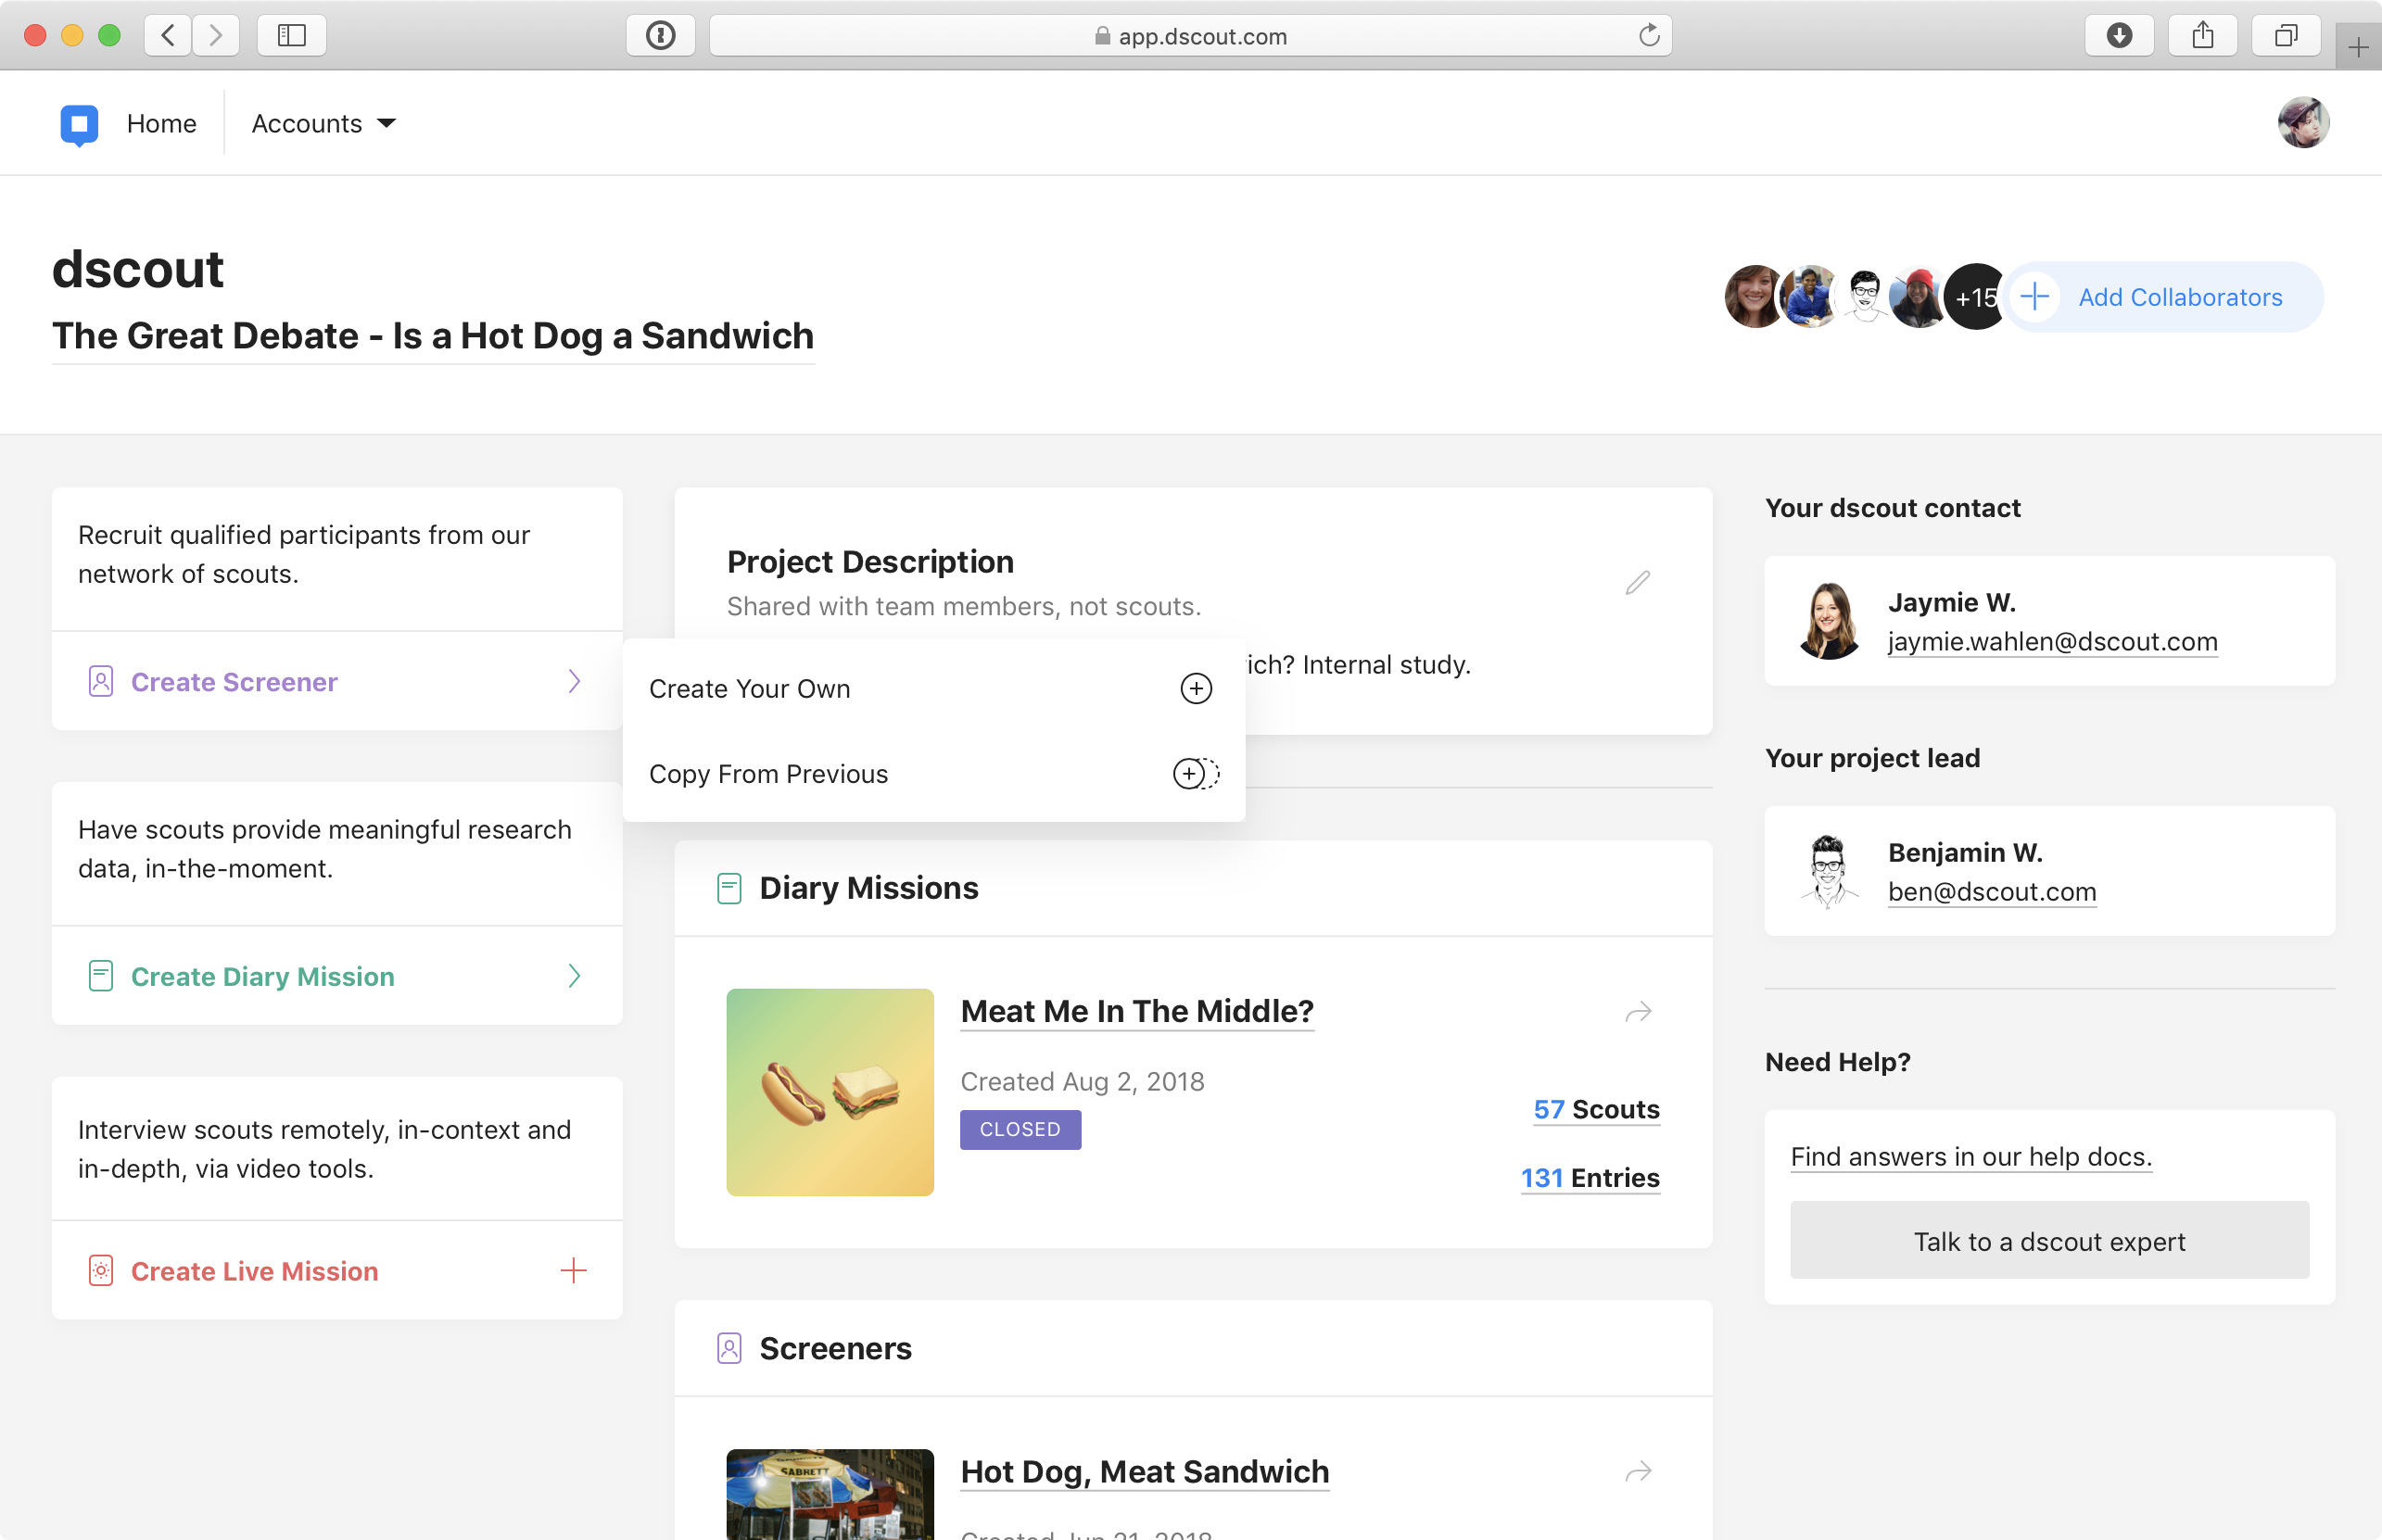 app.dscout.com
Home
Accounts
dscout
The Great Debate - Is a Hot Dog a Sandwich
+15
Add Collaborators
Recruit qualified participants from our
network of scouts.
Create Screener
Have scouts provide meaningful research
data, in-the-moment.
Create Diary Mission
Interview scouts remotely, in-context and
in-depth, via video tools.
Create Live Mission
Project Description
Shared with team members, not scouts.
ich? Internal study.
Create Your Own
Copy From Previous
Diary Missions
Meat Me In The Middle?
Created Aug 2, 2018
CLOSED
57 Scouts
131 Entries
Screeners
SABRETT
Hot Dog, Meat Sandwich
Created Jun 21, 2018
Your dscout contact
Jaymie W.
jaymie.wahlen@dscout.com
Your project lead
Benjamin W.
ben@dscout.com
Need Help?
Find answers in our help docs.
Talk to a dscout expert